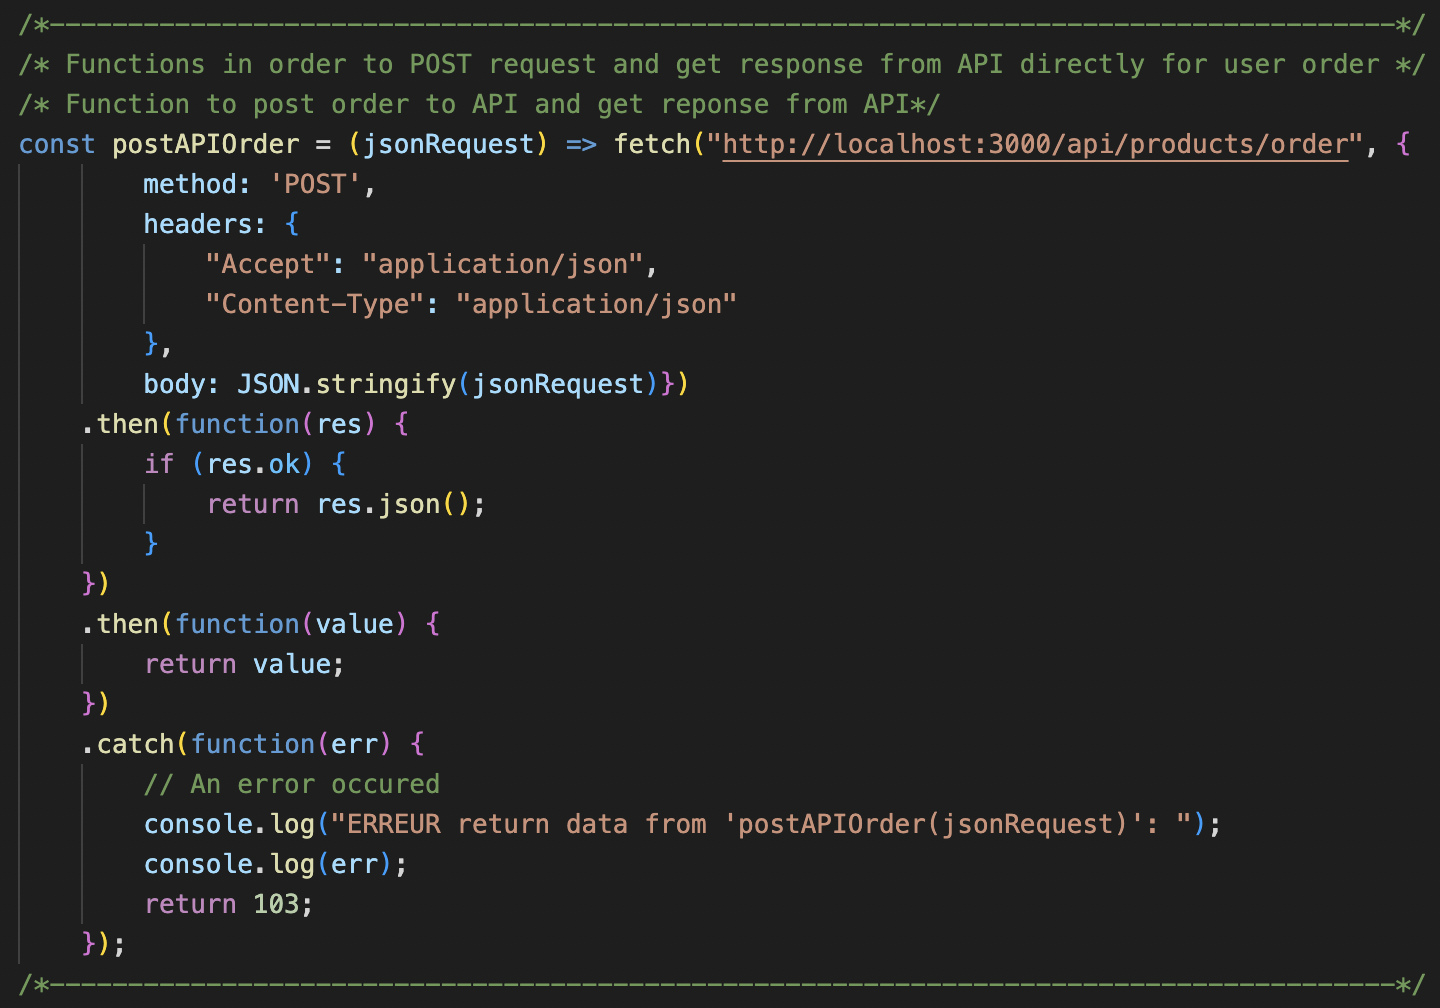 /*--------------------------------------------------------------------------------------*/
/* Functions in order to POST request and get response from API directly for user order */
/* Function to post order to API and get reponse from API*/
const postAPIOrder = (jsonRequest) => fetch("http://localhost:3000/api/products/order", {
        method: 'POST',
        headers: {
            "Accept": "application/json",
            "Content-Type": "application/json"
        },
        body: JSON.stringify(jsonRequest)})
    .then(function(res) {
        if (res.ok) {
            return res.json();
        }
    })
    .then(function(value) {
        return value;
    })
    .catch(function(err) {
        // An error occured
        console.log("ERREUR return data from 'postAPIOrder(jsonRequest)': ");
        console.log(err);
        return 103;
    });
/*--------------------------------------------------------------------------------------*/